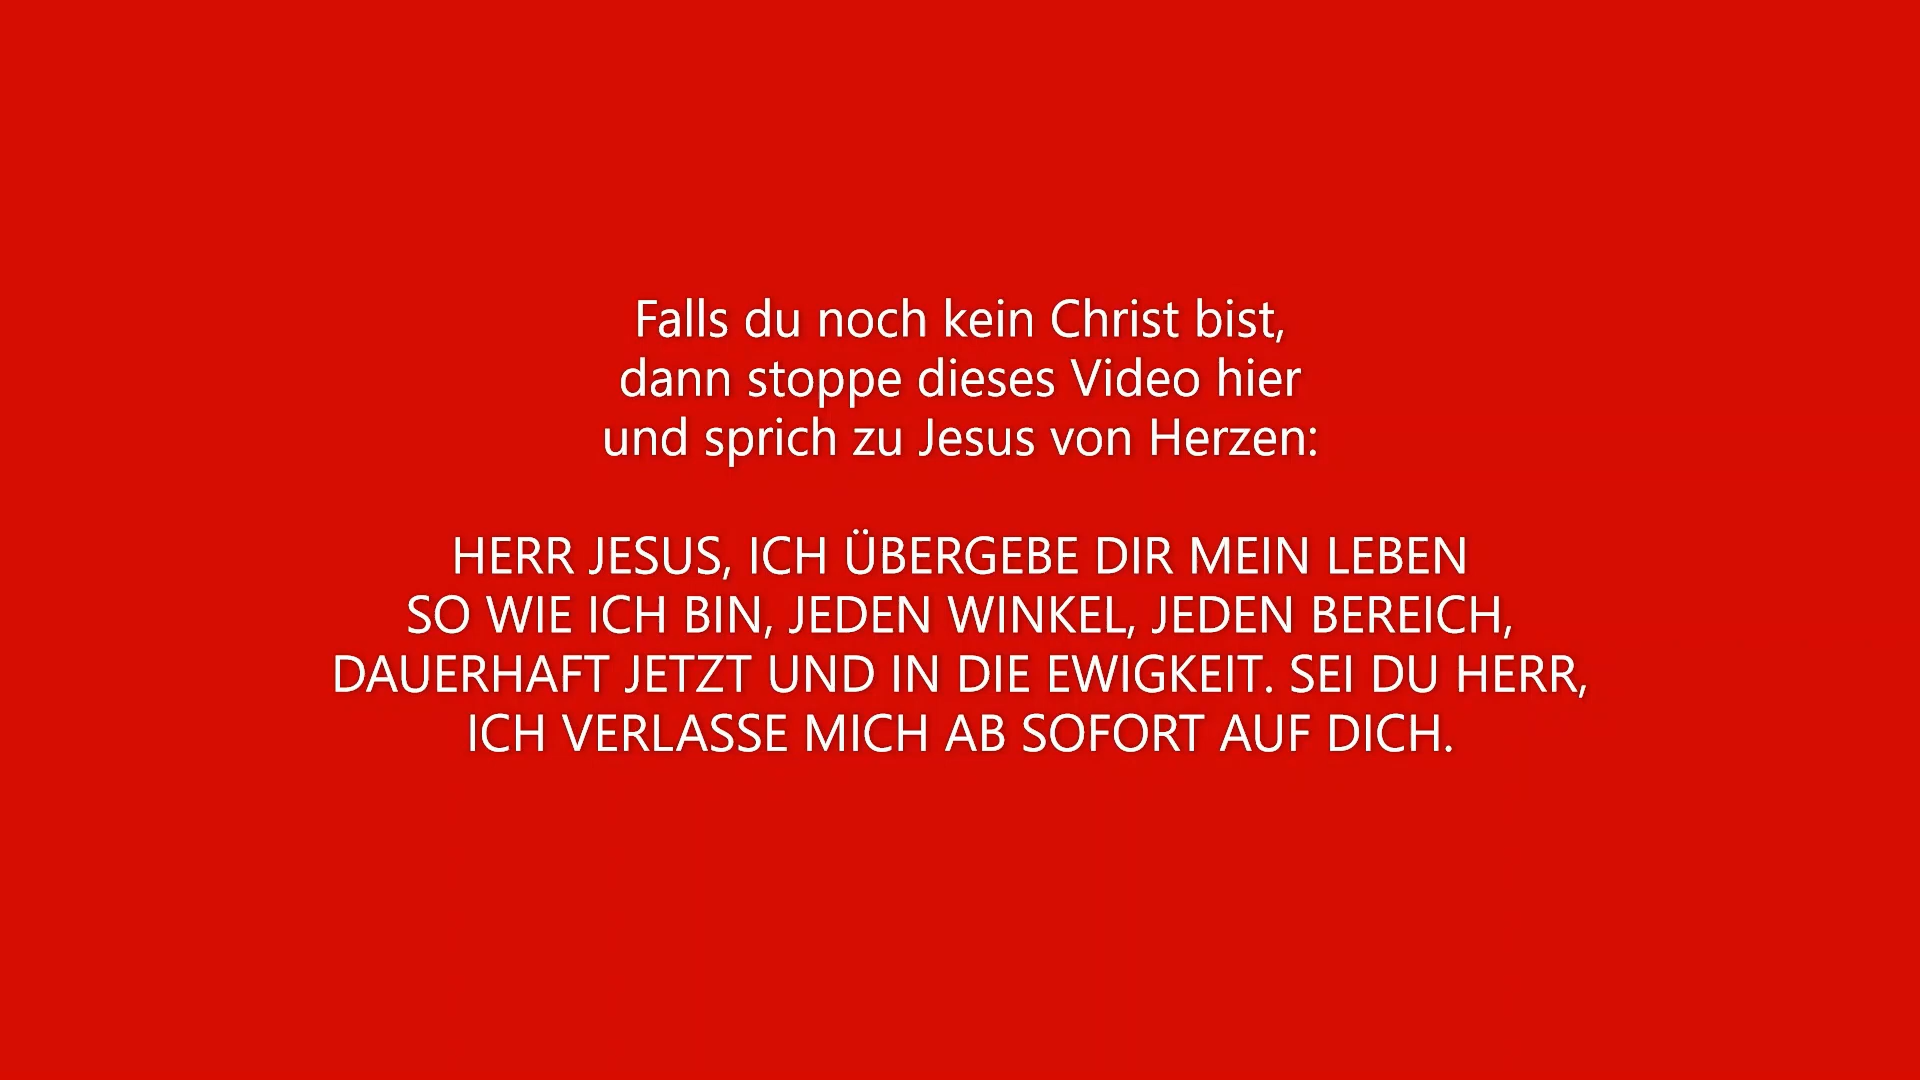 Falls du noch kein Christ bist,
dann stoppe dieses Video hier
und sprich zu Jesus von Herzen:
HERR JESUS, ICH ÜBERGEBE DIR MEIN LEBEN
SO WIE ICH BIN, JEDEN WINKEL, JEDEN BEREICH,
DAUERHAFT JETZT UND IN DIE EWIGKEIT. SEI DU HERR,
ICH VERLASSE MICH AB SOFORT AUF DICH.